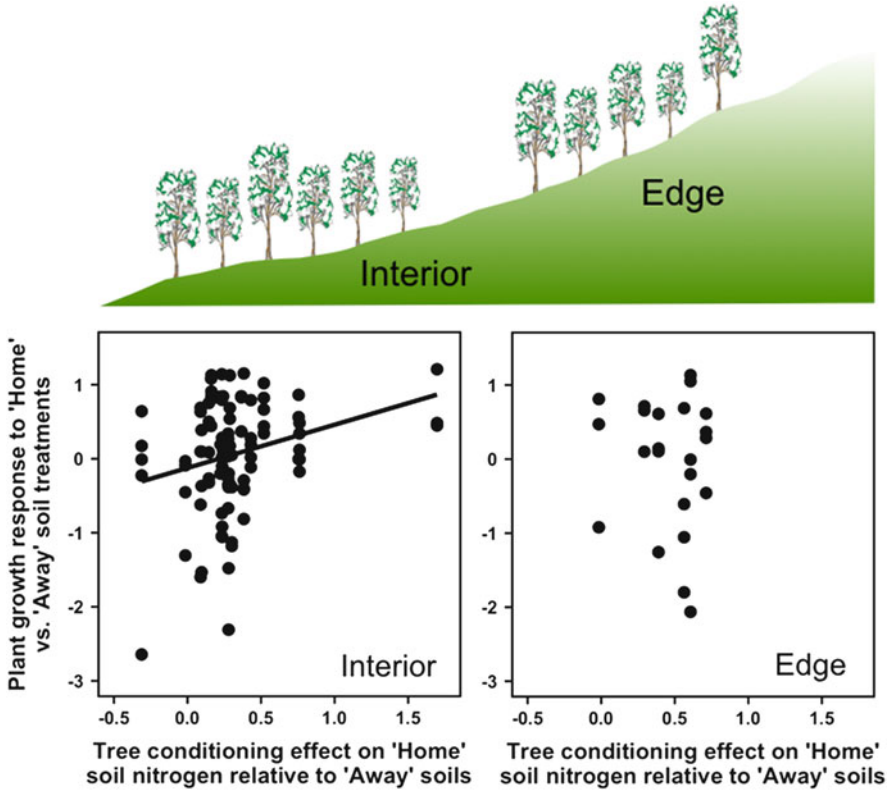 Edge
Interior
Plant growth response to 'Home'
vs. 'Away' soil treatments
1
0
-1
-2
-3
Interior
-0.5 0.0 0.5 1.0 1.5
Tree conditioning effect on 'Home'
soil nitrogen relative to 'Away' soils
1
0
-1
-2
-3
Edge
-0.5 0.0 0.5 1.0 1.5
Tree conditioning effect on 'Home'
soil nitrogen relative to 'Away' soils